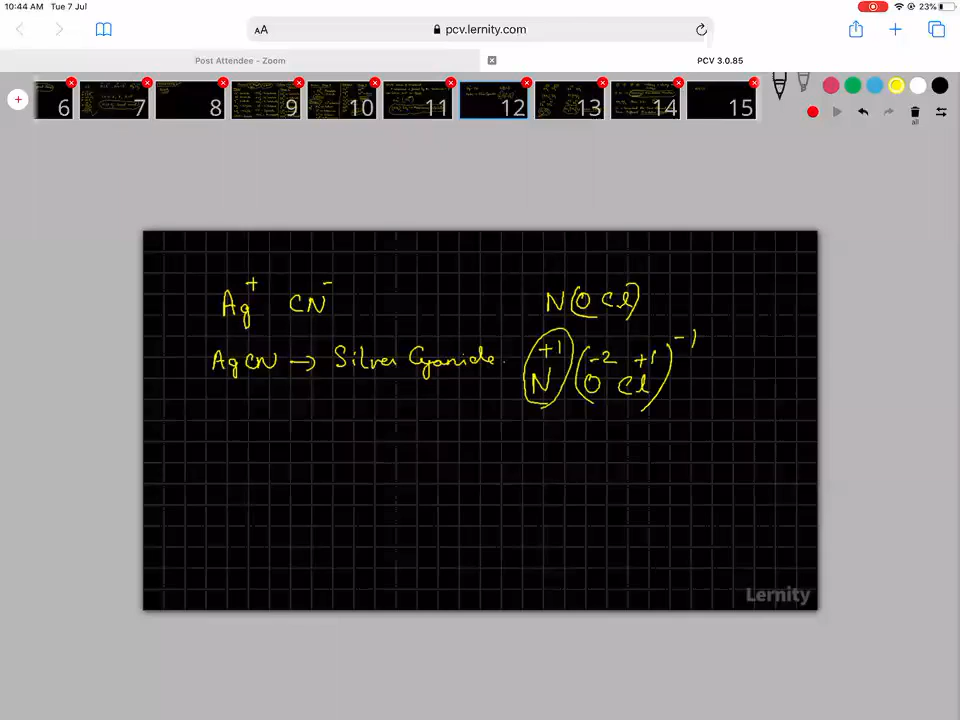 10:44 AM Tue 7 Jul
23%
AA
pcv.lernity.com
Post Attendee - Zoom
PCV 3.0.85
6 7 8 9 10 11 12 13 14 15
all
Ag⁺ CN⁻
N(OCl)
AgCN → Silver Cyanide.
+1 -2 +1 -1
N (O Cl)
Lernity